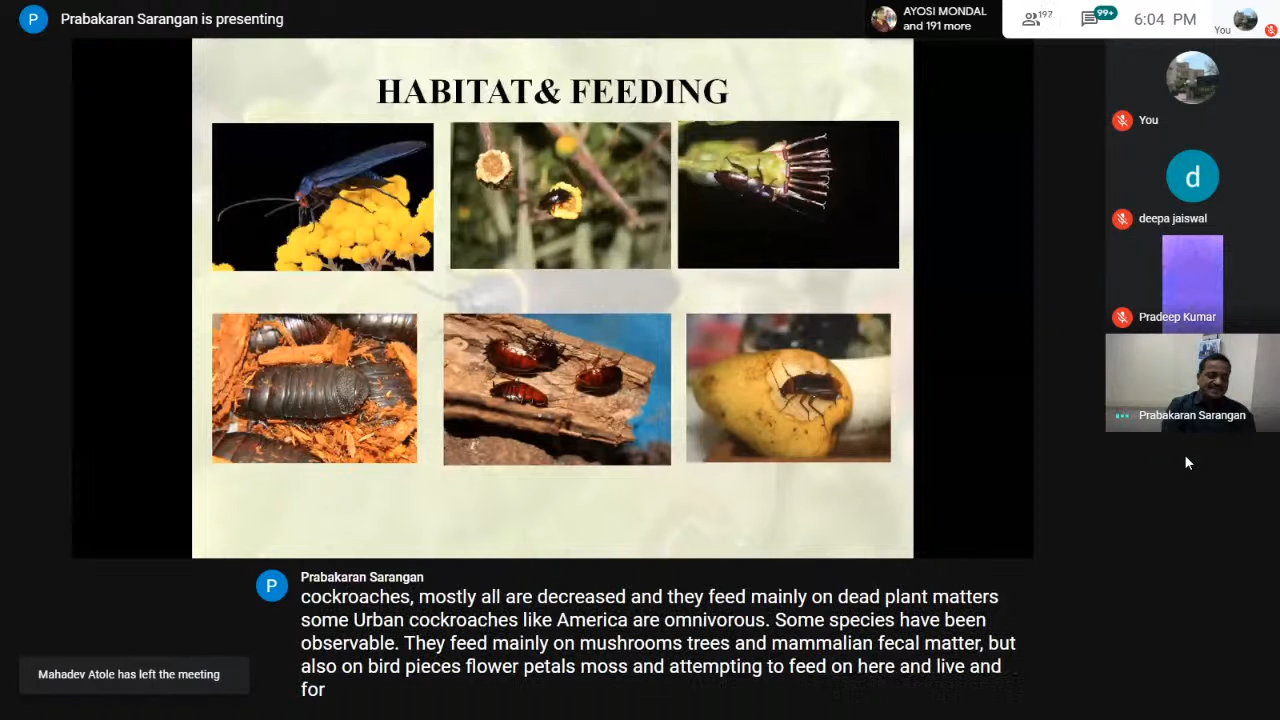 P Prabakaran Sarangan is presenting
AYOSI MONDAL
and 191 more
197
99+
6:04 PM
You
HABITAT& FEEDING
You
d
deepa jaiswal
Pradeep Kumar
Prabakaran Sarangan
P
Prabakaran Sarangan
cockroaches, mostly all are decreased and they feed mainly on dead plant matters
some Urban cockroaches like America are omnivorous. Some species have been
observable. They feed mainly on mushrooms trees and mammalian fecal matter, but
also on bird pieces flower petals moss and attempting to feed on here and live and
for
Mahadev Atole has left the meeting